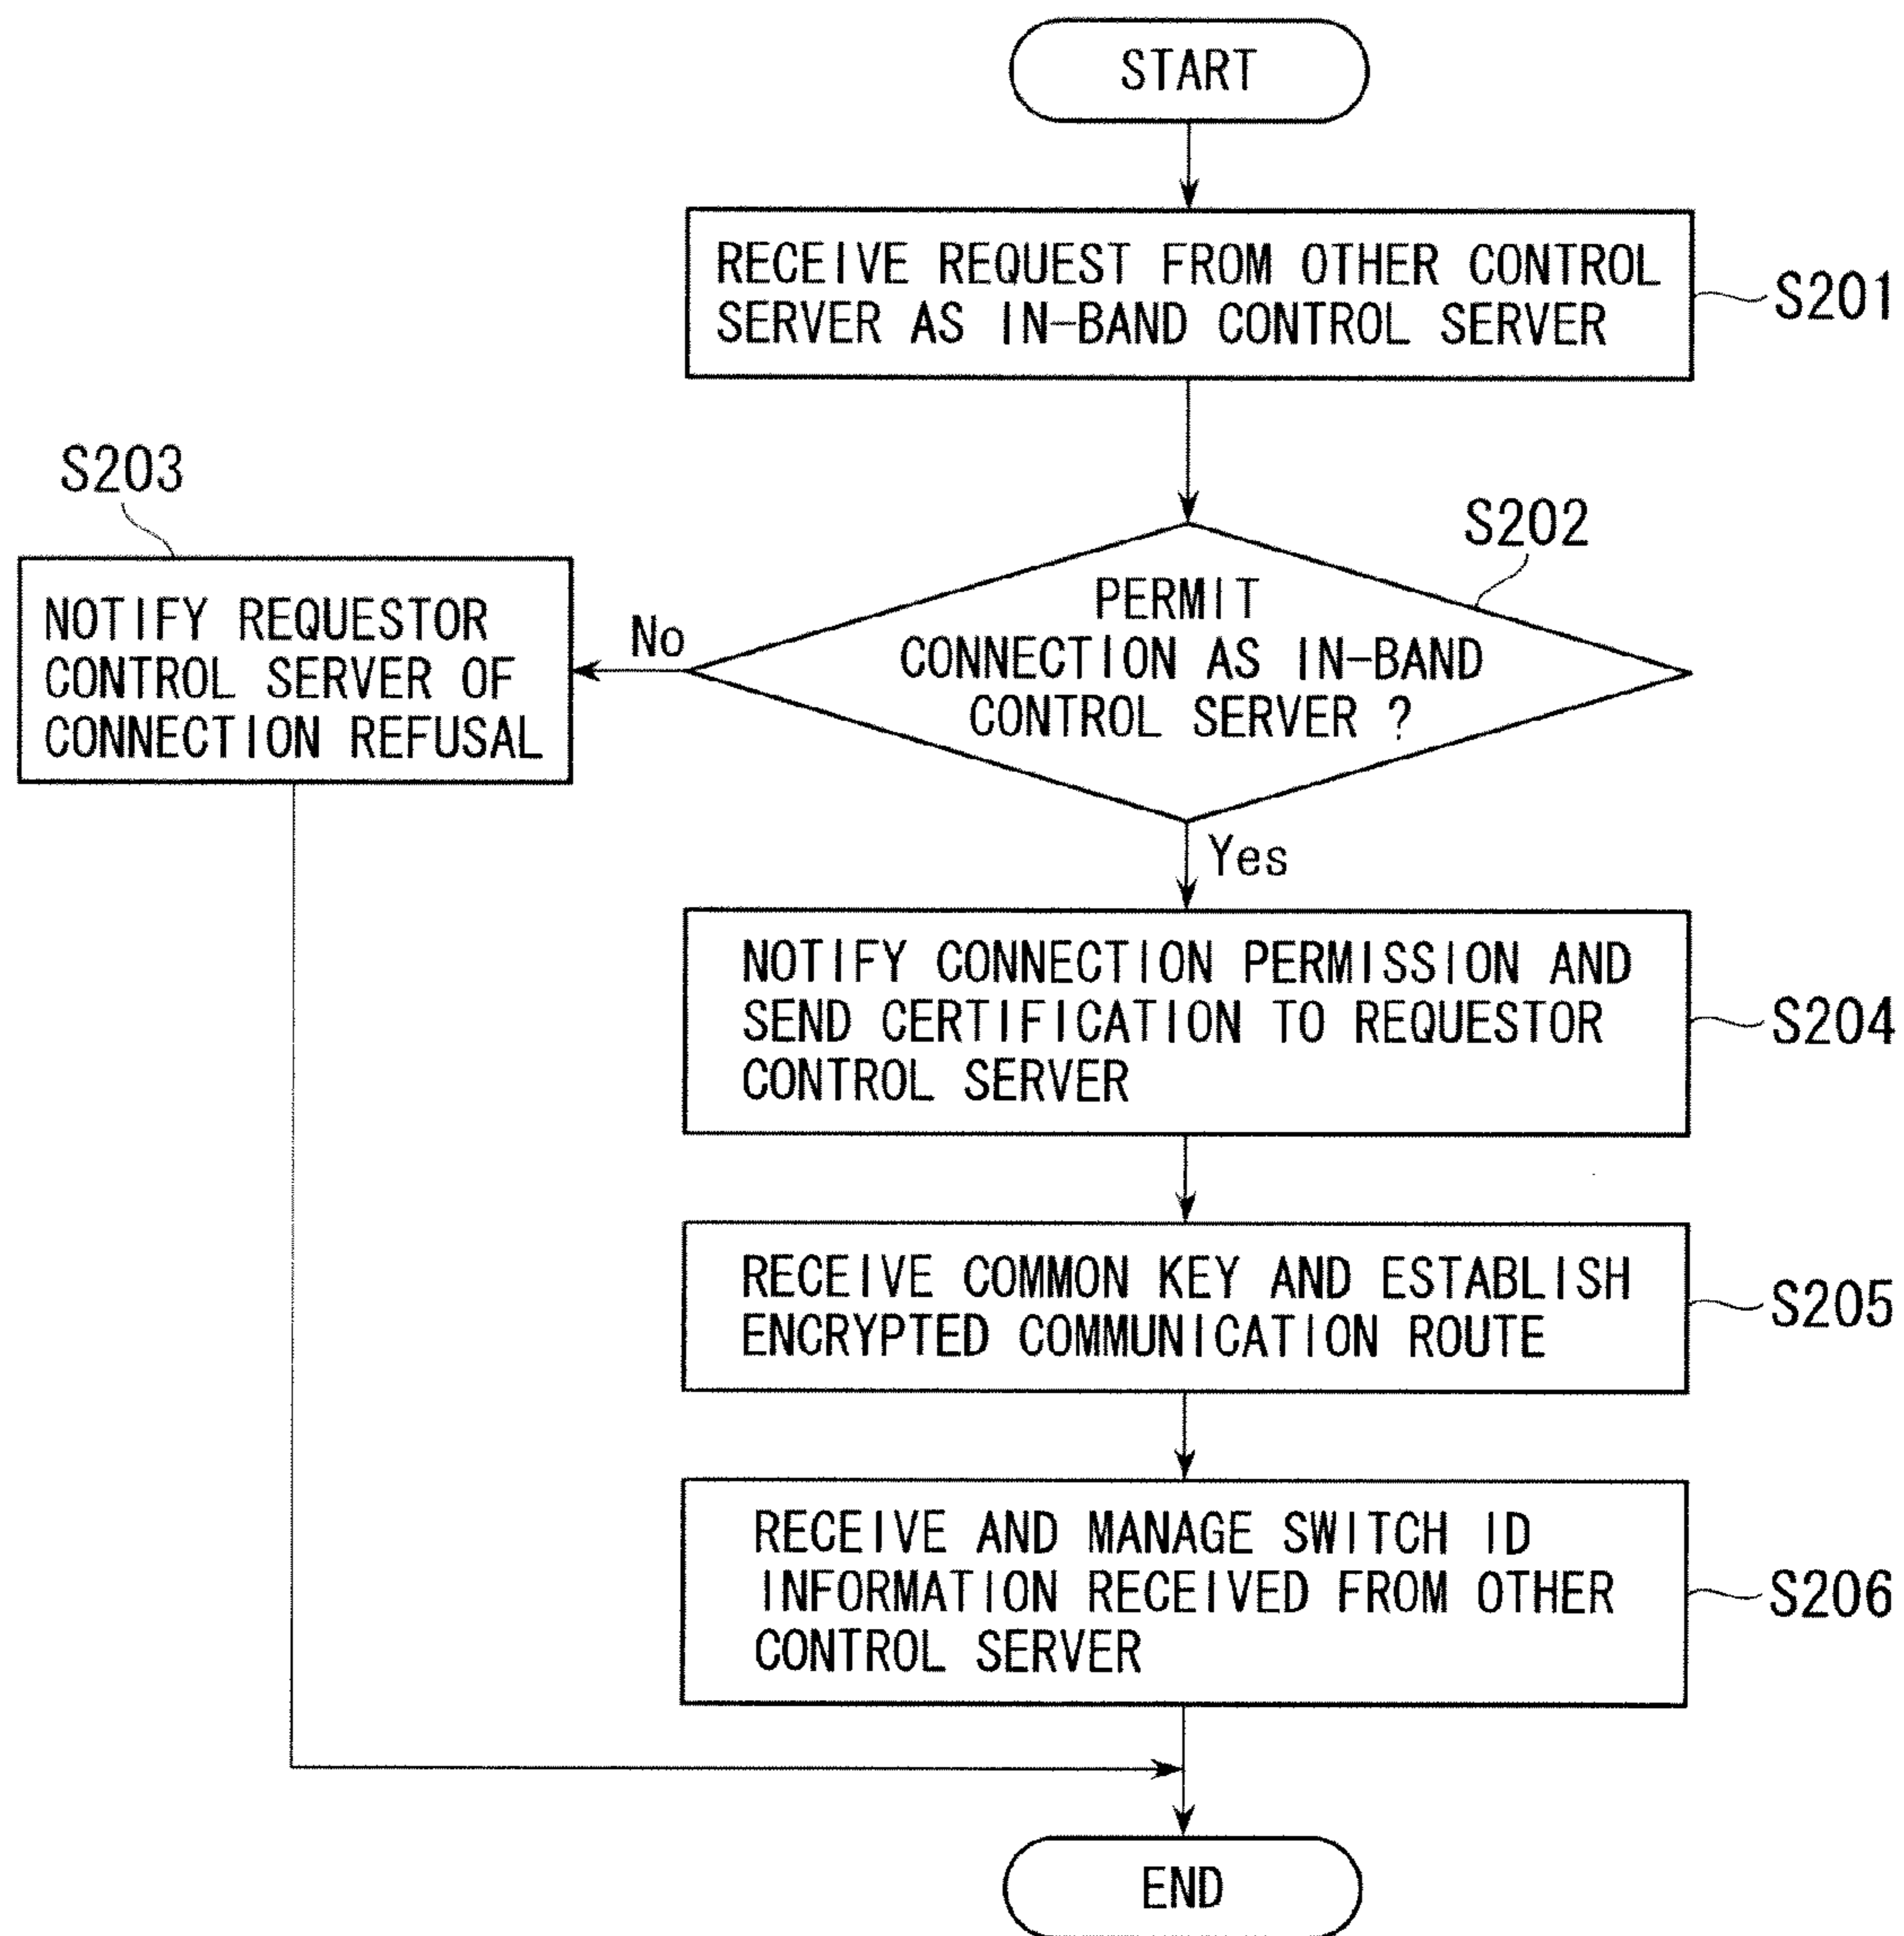 START
RECEIVE REQUEST FROM OTHER CONTROL
SERVER AS IN-BAND CONTROL SERVER
S201
S203
S202
NOTIFY REQUESTOR
CONTROL SERVER OF
CONNECTION REFUSAL
No
PERMIT
CONNECTION AS IN-BAND
CONTROL SERVER ?
Yes
NOTIFY CONNECTION PERMISSION AND
SEND CERTIFICATION TO REQUESTOR
CONTROL SERVER
S204
RECEIVE COMMON KEY AND ESTABLISH
ENCRYPTED COMMUNICATION ROUTE
S205
RECEIVE AND MANAGE SWITCH ID
INFORMATION RECEIVED FROM OTHER
CONTROL SERVER
S206
END